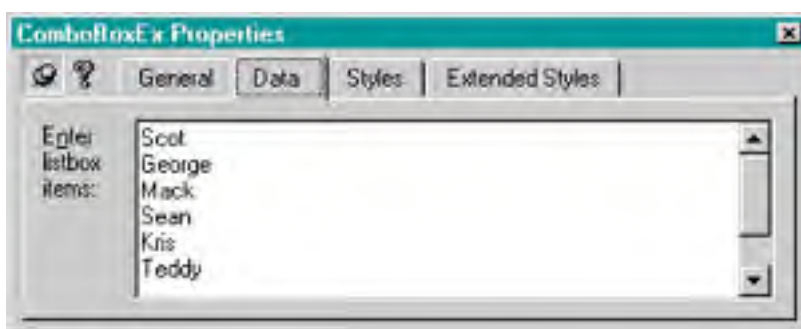 ComboBoxEx Properties
General Data Styles Extended Styles
Enter listbox items:
Scot
George
Mack
Sean
Kris
Teddy